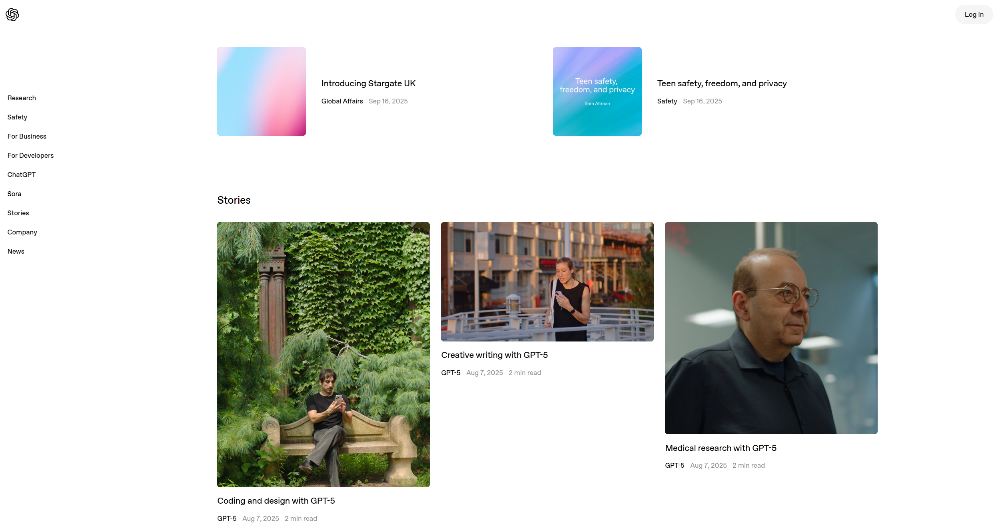 Log in
Research
Safety
For Business
For Developers
ChatGPT
Sora
Stories
Company
News
Introducing Stargate UK
Global Affairs Sep 16, 2025
Teen safety,
freedom, and privacy
Sam Altman
Teen safety, freedom, and privacy
Safety Sep 16, 2025
Stories
Coding and design with GPT-5
GPT-5 Aug 7, 2025 2 min read
Creative writing with GPT-5
GPT-5 Aug 7, 2025 2 min read
Medical research with GPT-5
GPT-5 Aug 7, 2025 2 min read